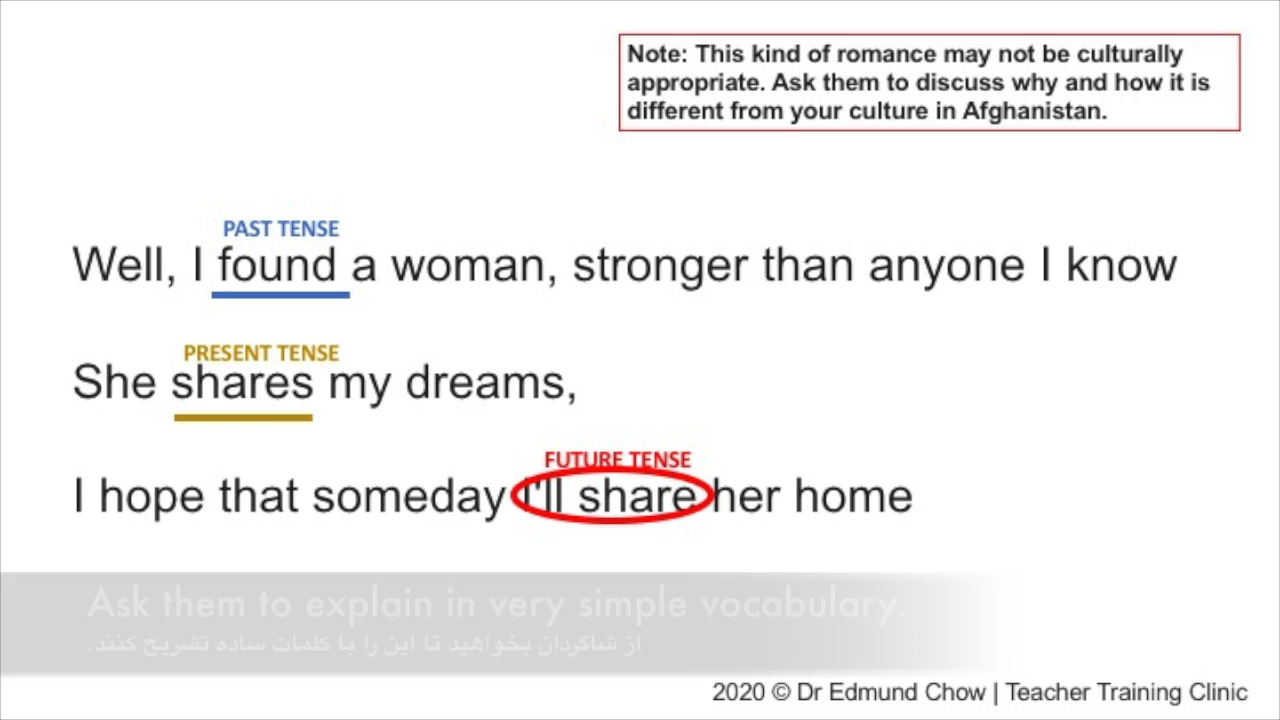 Note: This kind of romance may not be culturally
appropriate. Ask them to discuss why and how it is
different from your culture in Afghanistan.
PAST TENSE
Well, I found a woman, stronger than anyone I know
PRESENT TENSE
She shares my dreams,
FUTURE TENSE
I hope that someday I'll share her home
Ask them to explain in very simple vocabulary.
از شاگردان بخواهید تا این را با کلمات ساده تشریح کنند.
2020 © Dr Edmund Chow | Teacher Training Clinic